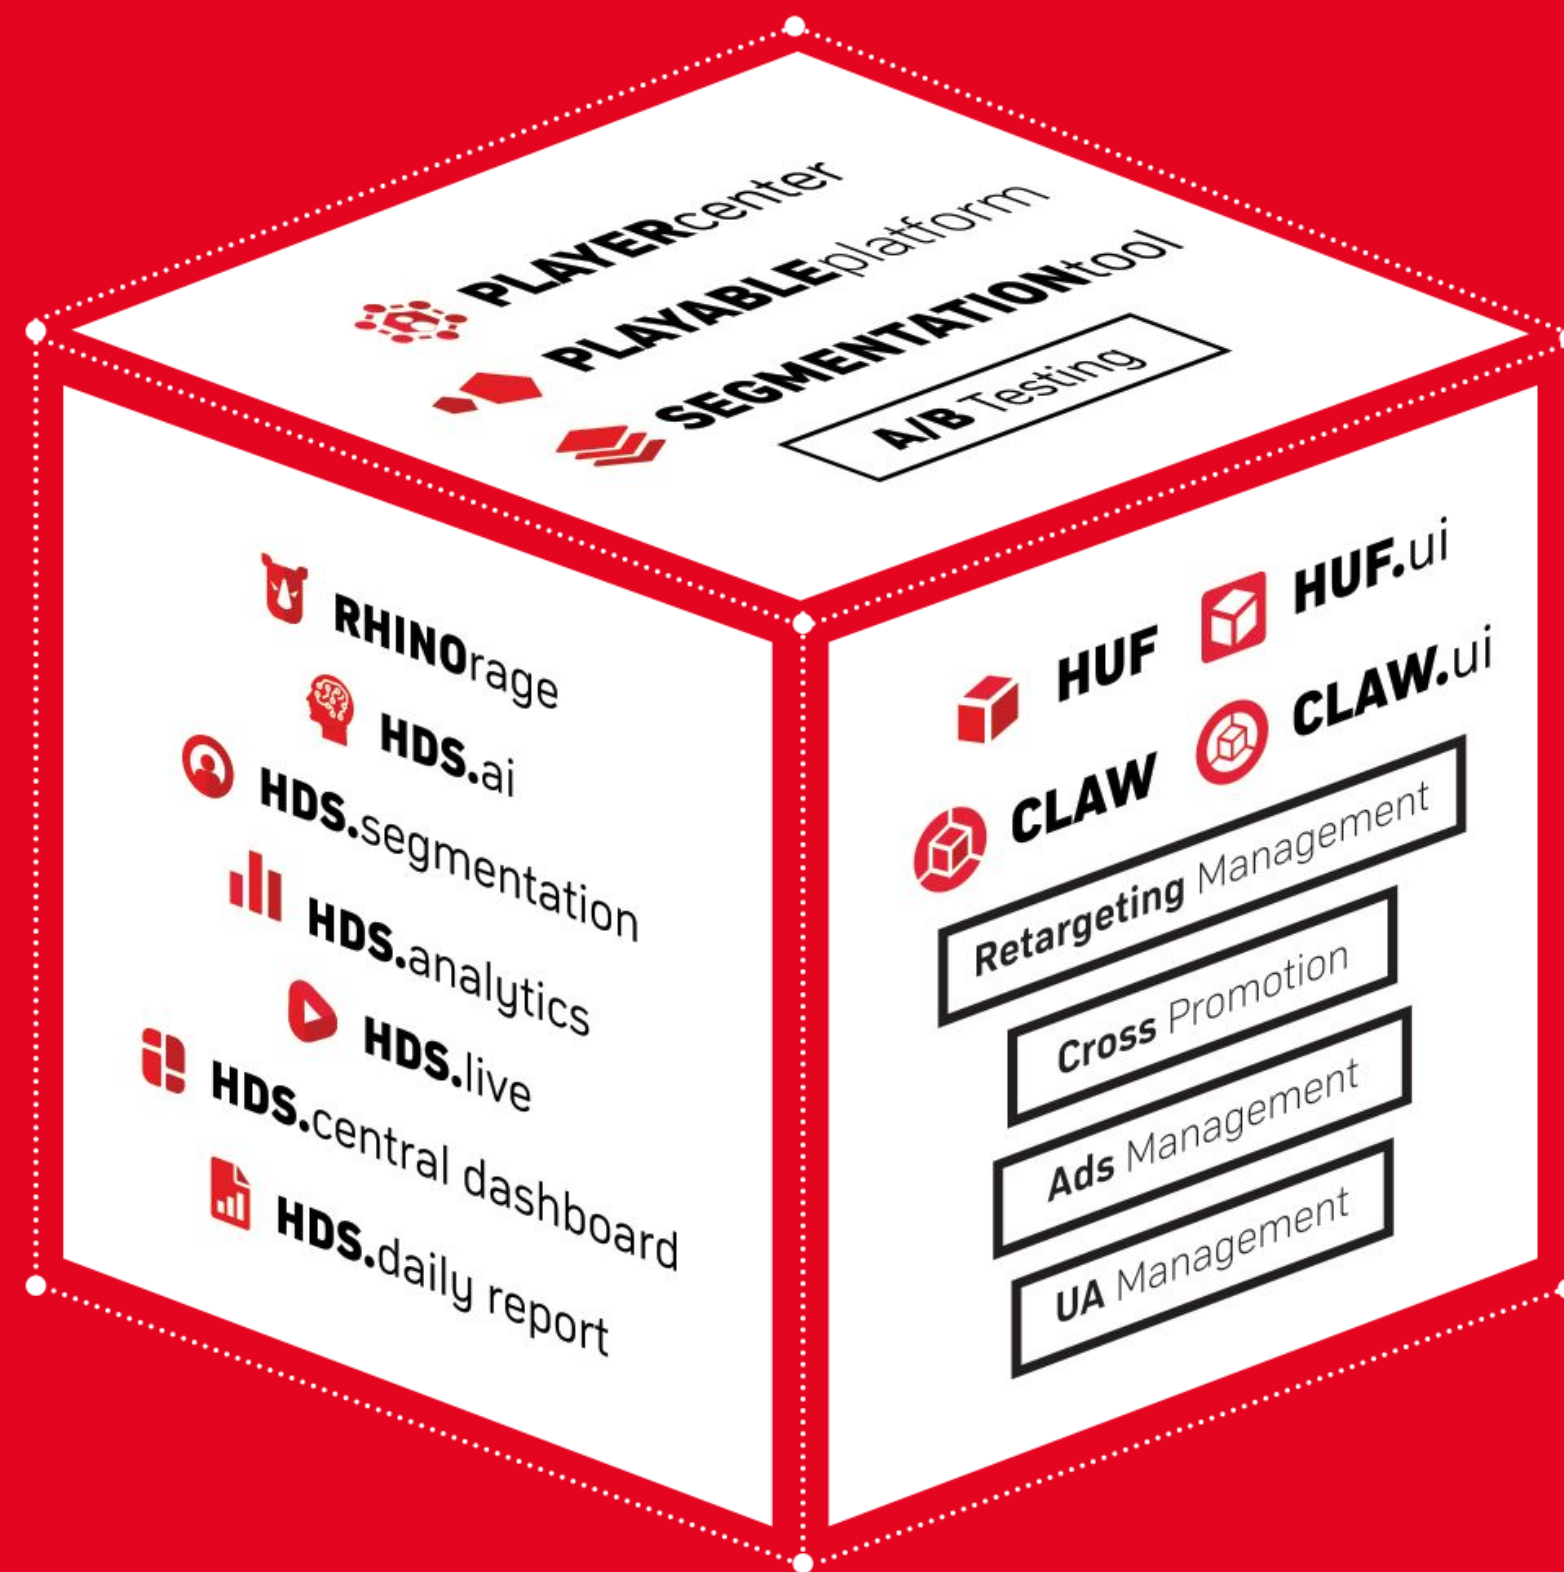 PLAYERcenter
PLAYABLEplatform
SEGMENTATIONtool
A/B Testing
RHINOrage
HDS.ai
HDS.segmentation
HDS.analytics
HDS.live
HDS.central dashboard
HDS.daily report
HUF
HUF.ui
CLAW
CLAW.ui
Retargeting Management
Cross Promotion
Ads Management
UA Management